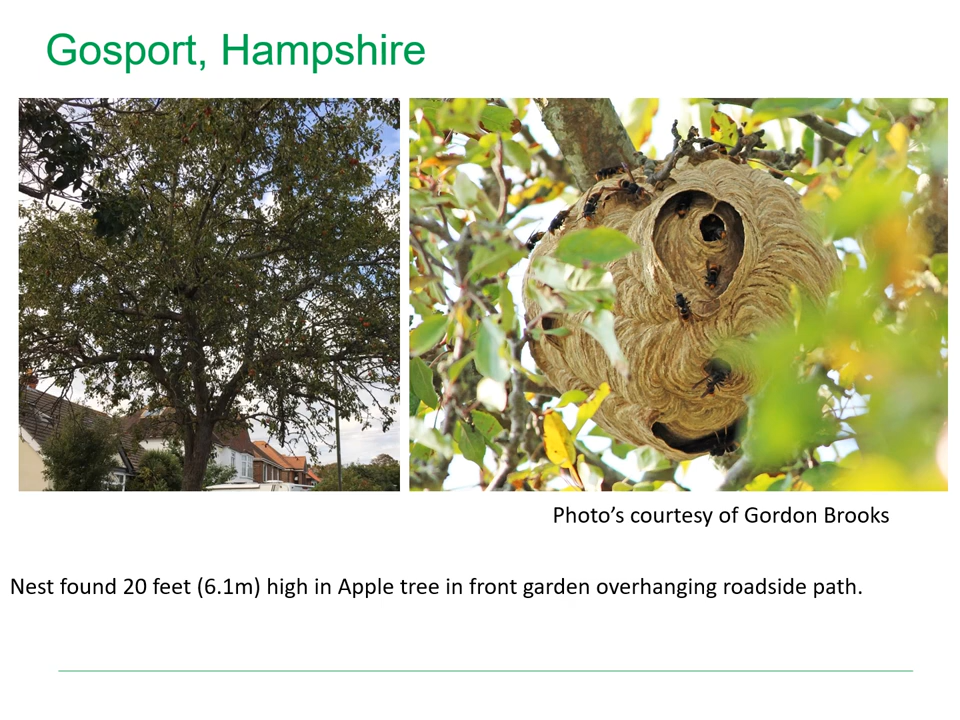 Gosport, Hampshire
Photo’s courtesy of Gordon Brooks
Nest found 20 feet (6.1m) high in Apple tree in front garden overhanging roadside path.